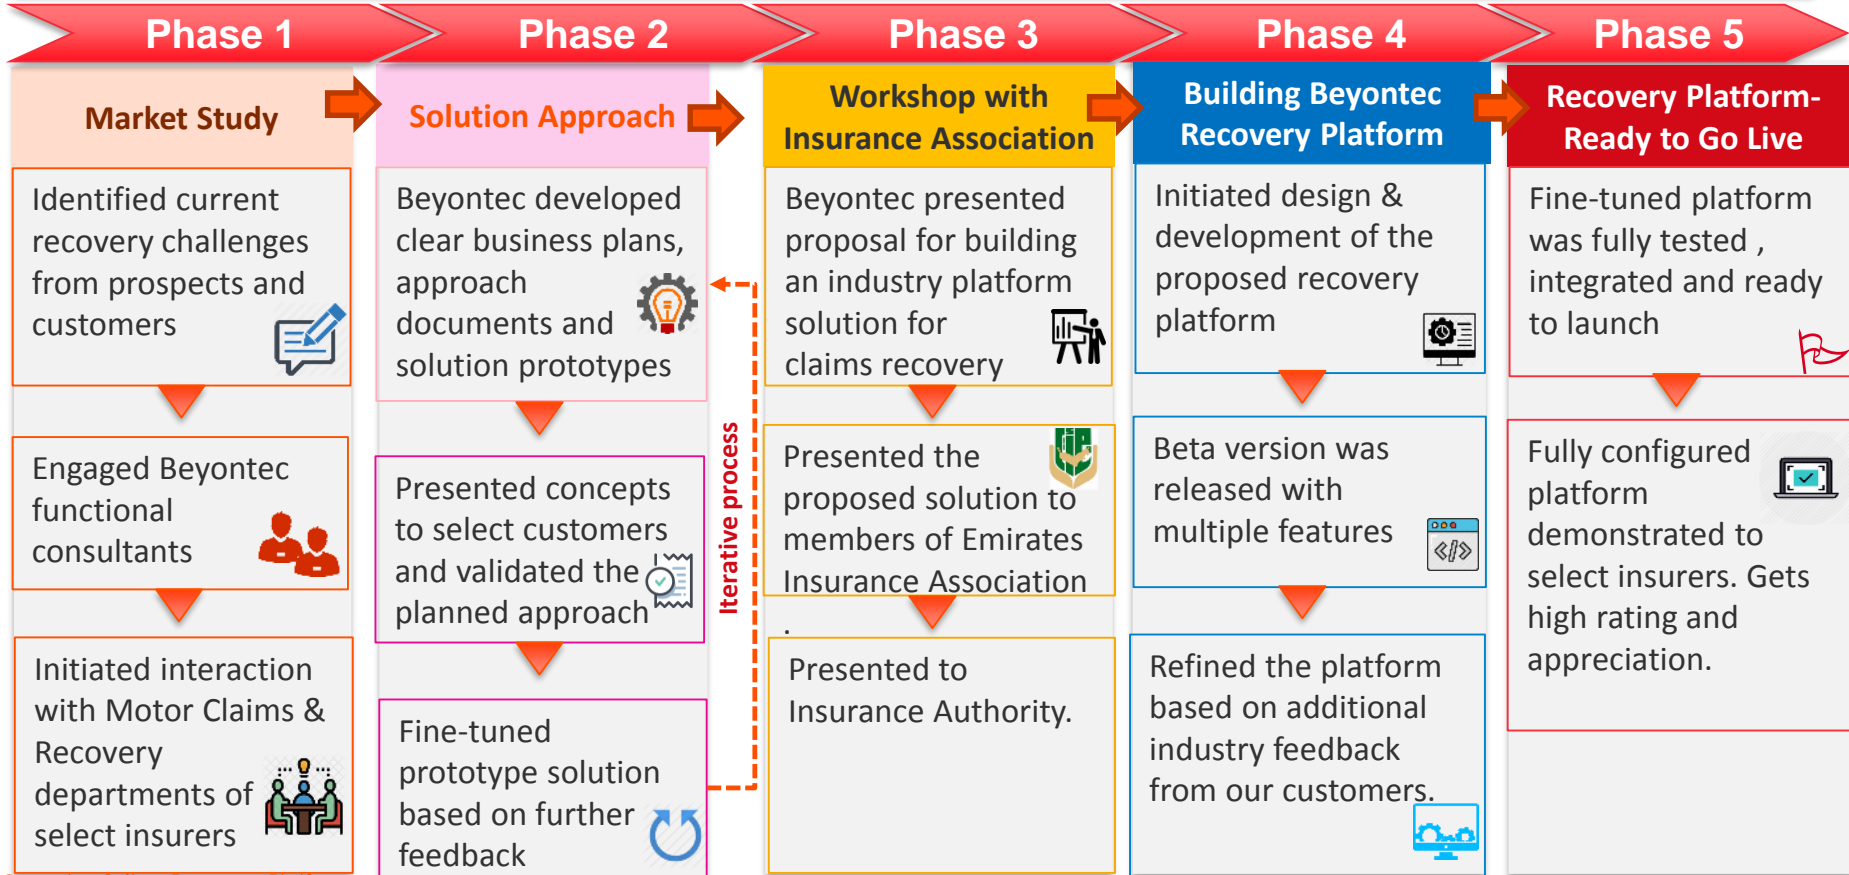 Phase 1
Phase 2
Phase 3
Phase 4
Phase 5
Market Study
Identified current
recovery challenges
from prospects and
customers
Engaged Beyontec
functional
consultants
Initiated interaction
with Motor Claims &
Recovery
departments of
select insurers
Solution Approach
Beyontec developed
clear business plans,
approach
documents and
solution prototypes
Presented concepts
to select customers
and validated the
planned approach
Fine-tuned
prototype solution
based on further
feedback
Iterative process
Workshop with
Insurance Association
Beyontec presented
proposal for building
an industry platform
solution for
claims recovery
Presented the
proposed solution to
members of Emirates
Insurance Association
.
Presented to
Insurance Authority.
Building Beyontec
Recovery Platform
Initiated design &
development of the
proposed recovery
platform
Beta version was
released with
multiple features
</>
Refined the platform
based on additional
industry feedback
from our customers.
Recovery Platform-
Ready to Go Live
Fine-tuned platform
was fully tested ,
integrated and ready
to launch
Fully configured
platform
demonstrated to
select insurers. Gets
high rating and
appreciation.